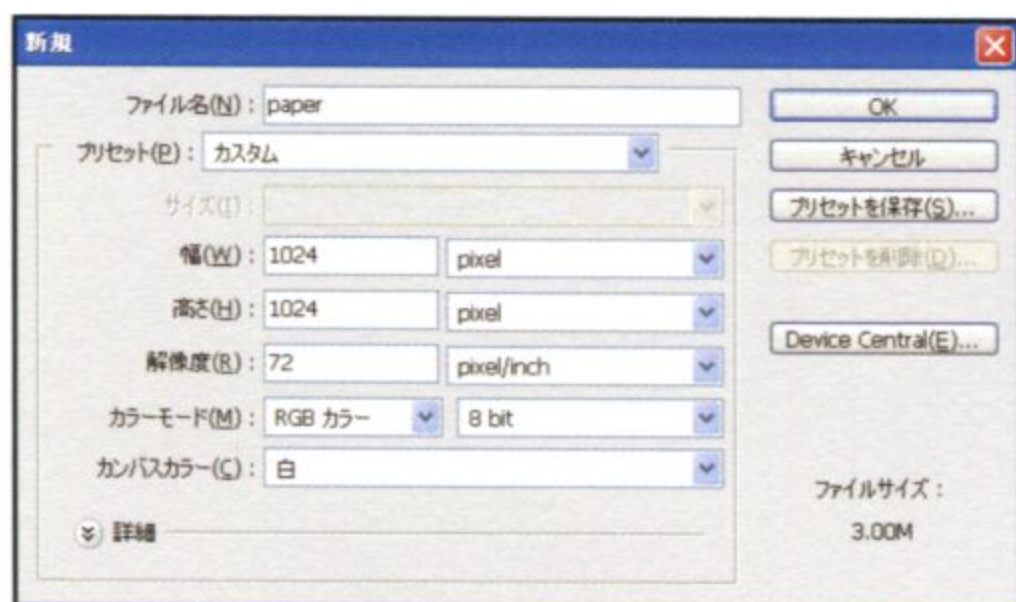 新規
ファイル名(N): paper
OK
プリセット(P): カスタム
キャンセル
サイズ(I):
プリセットを保存(S)...
幅(W): 1024 pixel
プリセットを削除(D)...
高さ(H): 1024 pixel
Device Central(E)...
解像度(R): 72 pixel/inch
カラーモード(M): RGB カラー 8 bit
カンバスカラー(C): 白
ファイルサイズ:
3.00M
詳細